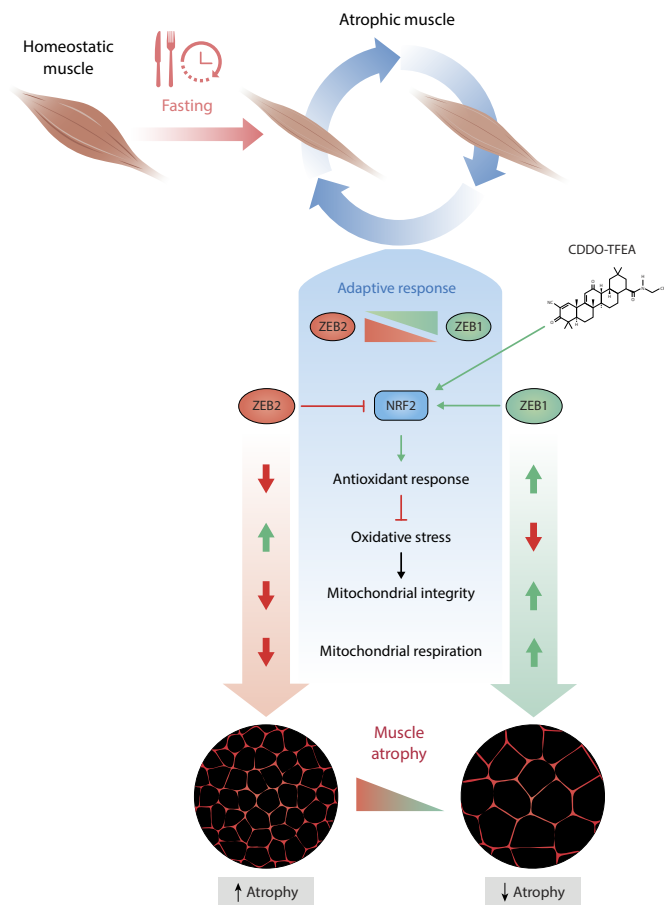 Atrophic muscle
Homeostatic
muscle
Fasting
CDDO-TFEA
H
N
O
O
NC
O
H
H
Adaptive response
ZEB2
ZEB1
ZEB2
NRF2
ZEB1
Antioxidant response
Oxidative stress
Mitochondrial integrity
Mitochondrial respiration
Muscle
atrophy
↑ Atrophy
↓ Atrophy